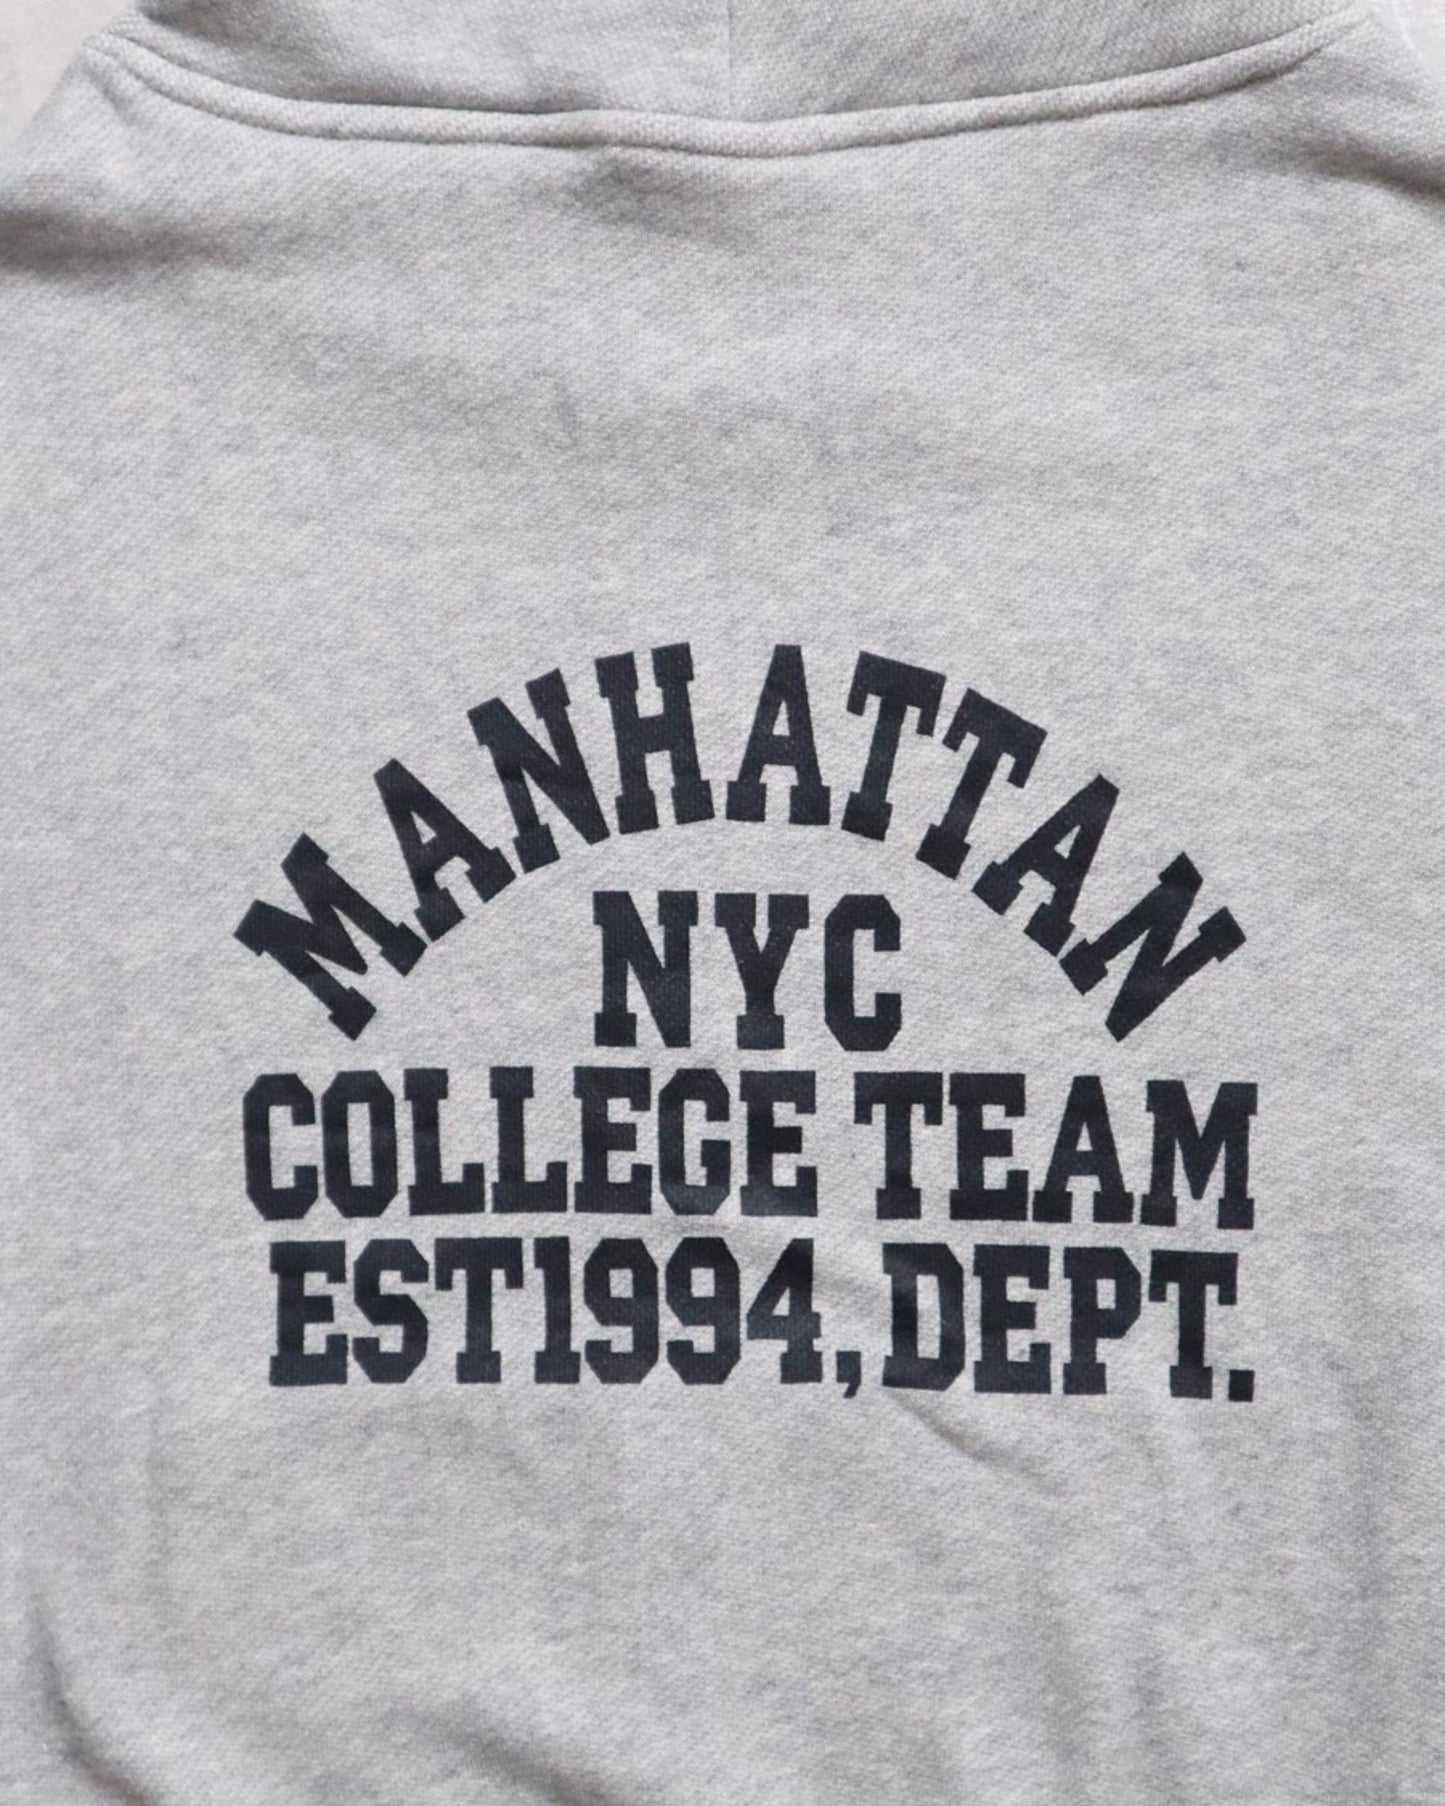 MANHATTAN
NYC
COLLEGE TEAM
EST1994, DEPT.